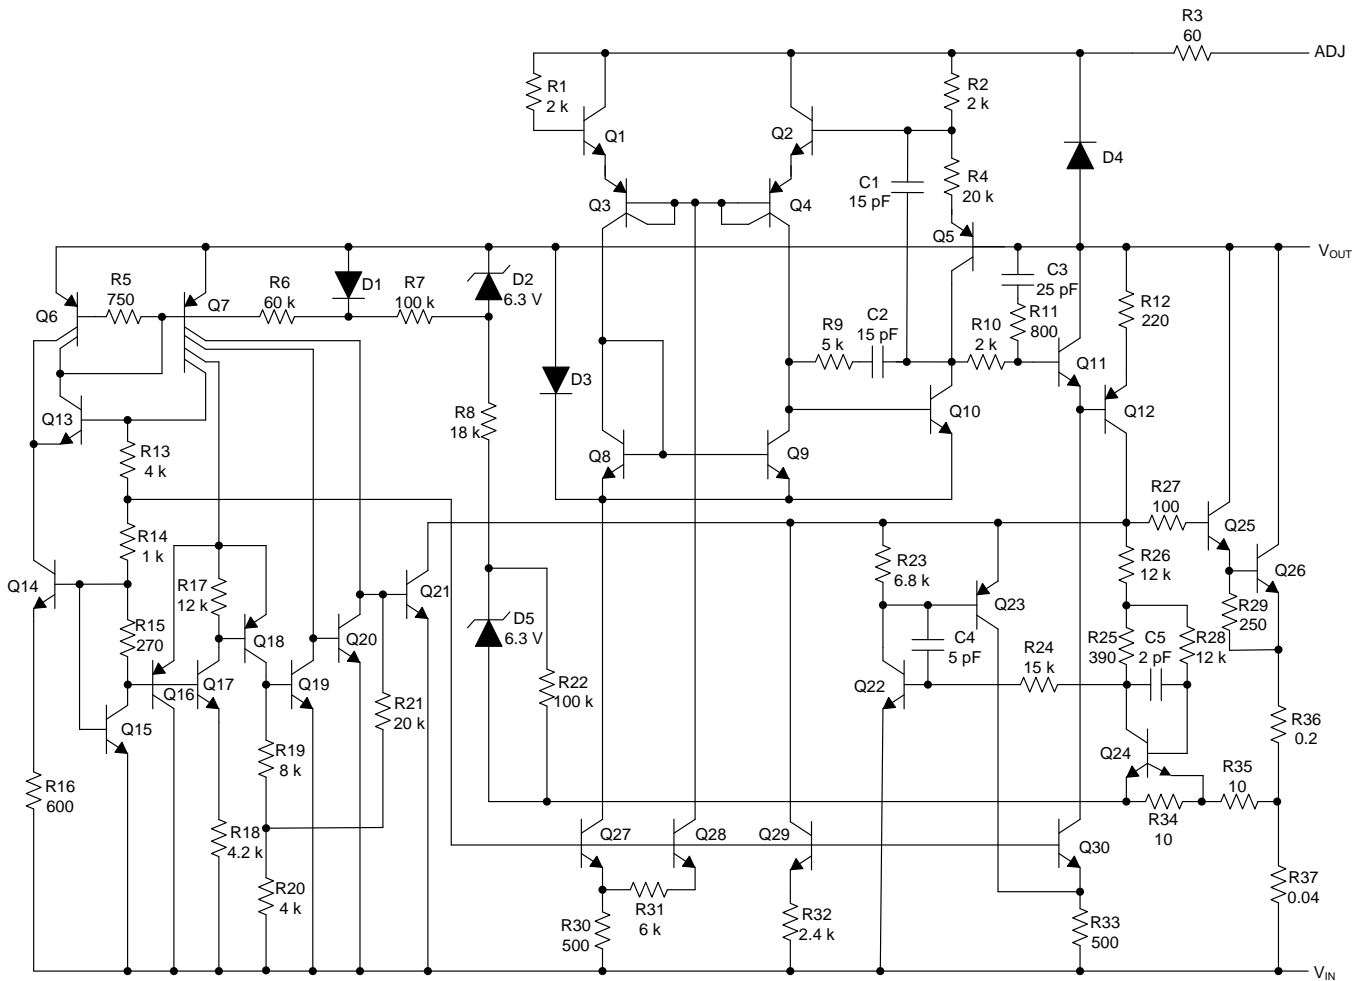 R3
60
ADJ
R1
2 k
R2
2 k
Q1
Q2
D4
C1
15 pF
R4
20 k
Q3
Q4
Q5
VOUT
R5
750
R6
60 k
D1
R7
100 k
D2
6.3 V
C3
25 pF
Q6
Q7
R12
220
R9
5 k
C2
15 pF
R10
2 k
R11
800
Q11
D3
Q13
R8
18 k
Q10
Q12
R13
4 k
Q8
Q9
R27
100
Q25
R14
1 k
R23
6.8 k
R26
12 k
Q14
R17
12 k
Q21
Q23
Q26
R15
270
Q18
Q20
D5
6.3 V
C4
5 pF
R24
15 k
R25
390
C5
2 pF
R28
12 k
R29
250
Q16
Q17
Q19
R21
20 k
R22
100 k
Q22
Q15
R19
8 k
Q24
R36
0.2
R16
600
R35
10
R34
10
R18
4.2 k
Q27
Q28
Q29
Q30
R20
4 k
R37
0.04
R30
500
R31
6 k
R32
2.4 k
R33
500
VIN